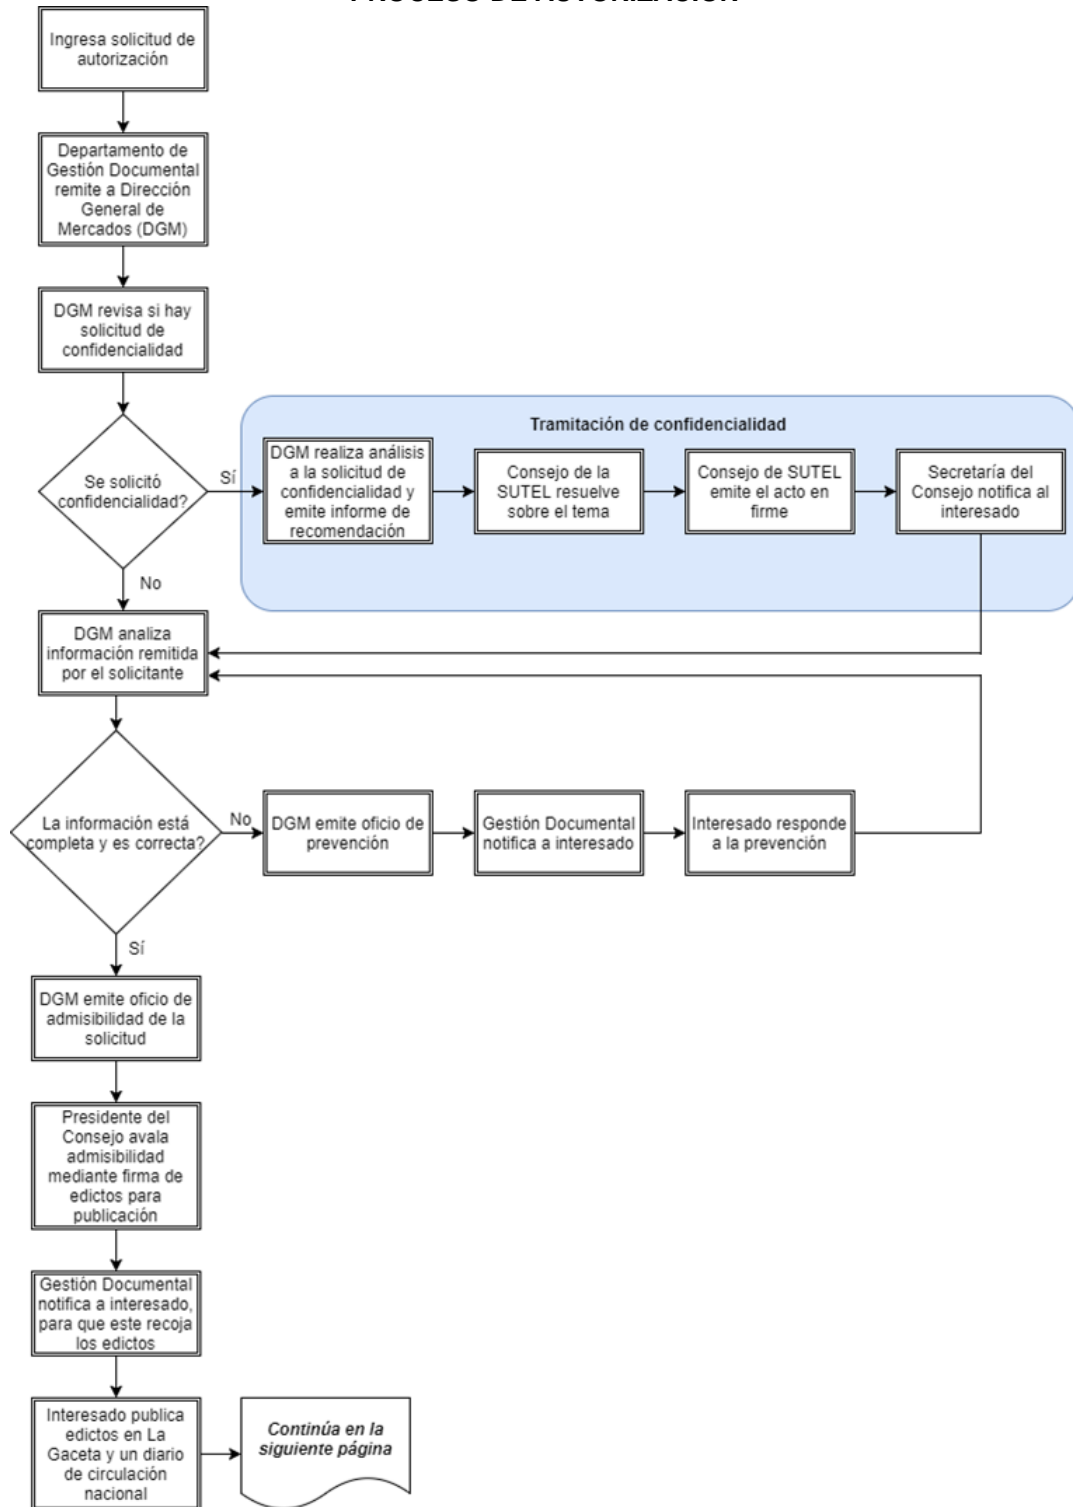 PROCESO DE AUTORIZACIÓN
Ingresa solicitud de
autorización
Departamento de
Gestión Documental
remite a Dirección
General de
Mercados (DGM)
DGM revisa si hay
solicitud de
confidencialidad
Se solicitó
confidencialidad?
Sí
No
Tramitación de confidencialidad
DGM realiza análisis
a la solicitud de
confidencialidad y
emite informe de
recomendación
Consejo de la
SUTEL resuelve
sobre el tema
Consejo de SUTEL
emite el acto en
firme
Secretaría del
Consejo notifica al
interesado
DGM analiza
información remitida
por el solicitante
La información está
completa y es correcta?
No
Sí
DGM emite oficio de
prevención
Gestión Documental
notifica a interesado
Interesado responde
a la prevención
DGM emite oficio de
admisibilidad de la
solicitud
Presidente del
Consejo avala
admisibilidad
mediante firma de
edictos para
publicación
Gestión Documental
notifica a interesado,
para que este recoja
los edictos
Interesado publica
edictos en La
Gaceta y un diario
de circulación
nacional
Continúa en la
siguiente página